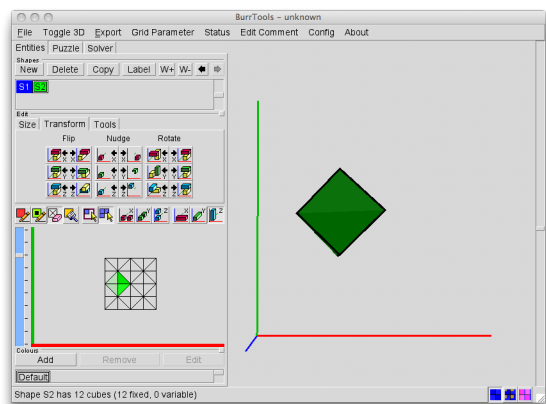 BurrTools - unknown
File Toggle 3D Export Grid Parameter Status Edit Comment Config About
Entities Puzzle Solver
Shapes
New Delete Copy Label W+ W-
S1 S2
Edit
Size Transform Tools
Flip Nudge Rotate
X X X
Y Y Y
Z Z Z
X Y Z X Y Z
Colours
Add Remove Edit
Default
Shape S2 has 12 cubes (12 fixed, 0 variable)